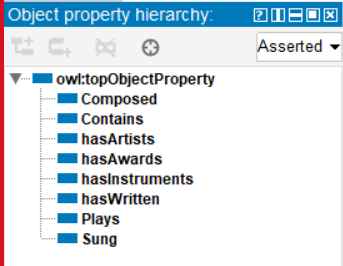 Object property hierarchy:
Asserted
owl:topObjectProperty
Composed
Contains
hasArtists
hasAwards
hasInstruments
hasWritten
Plays
Sung